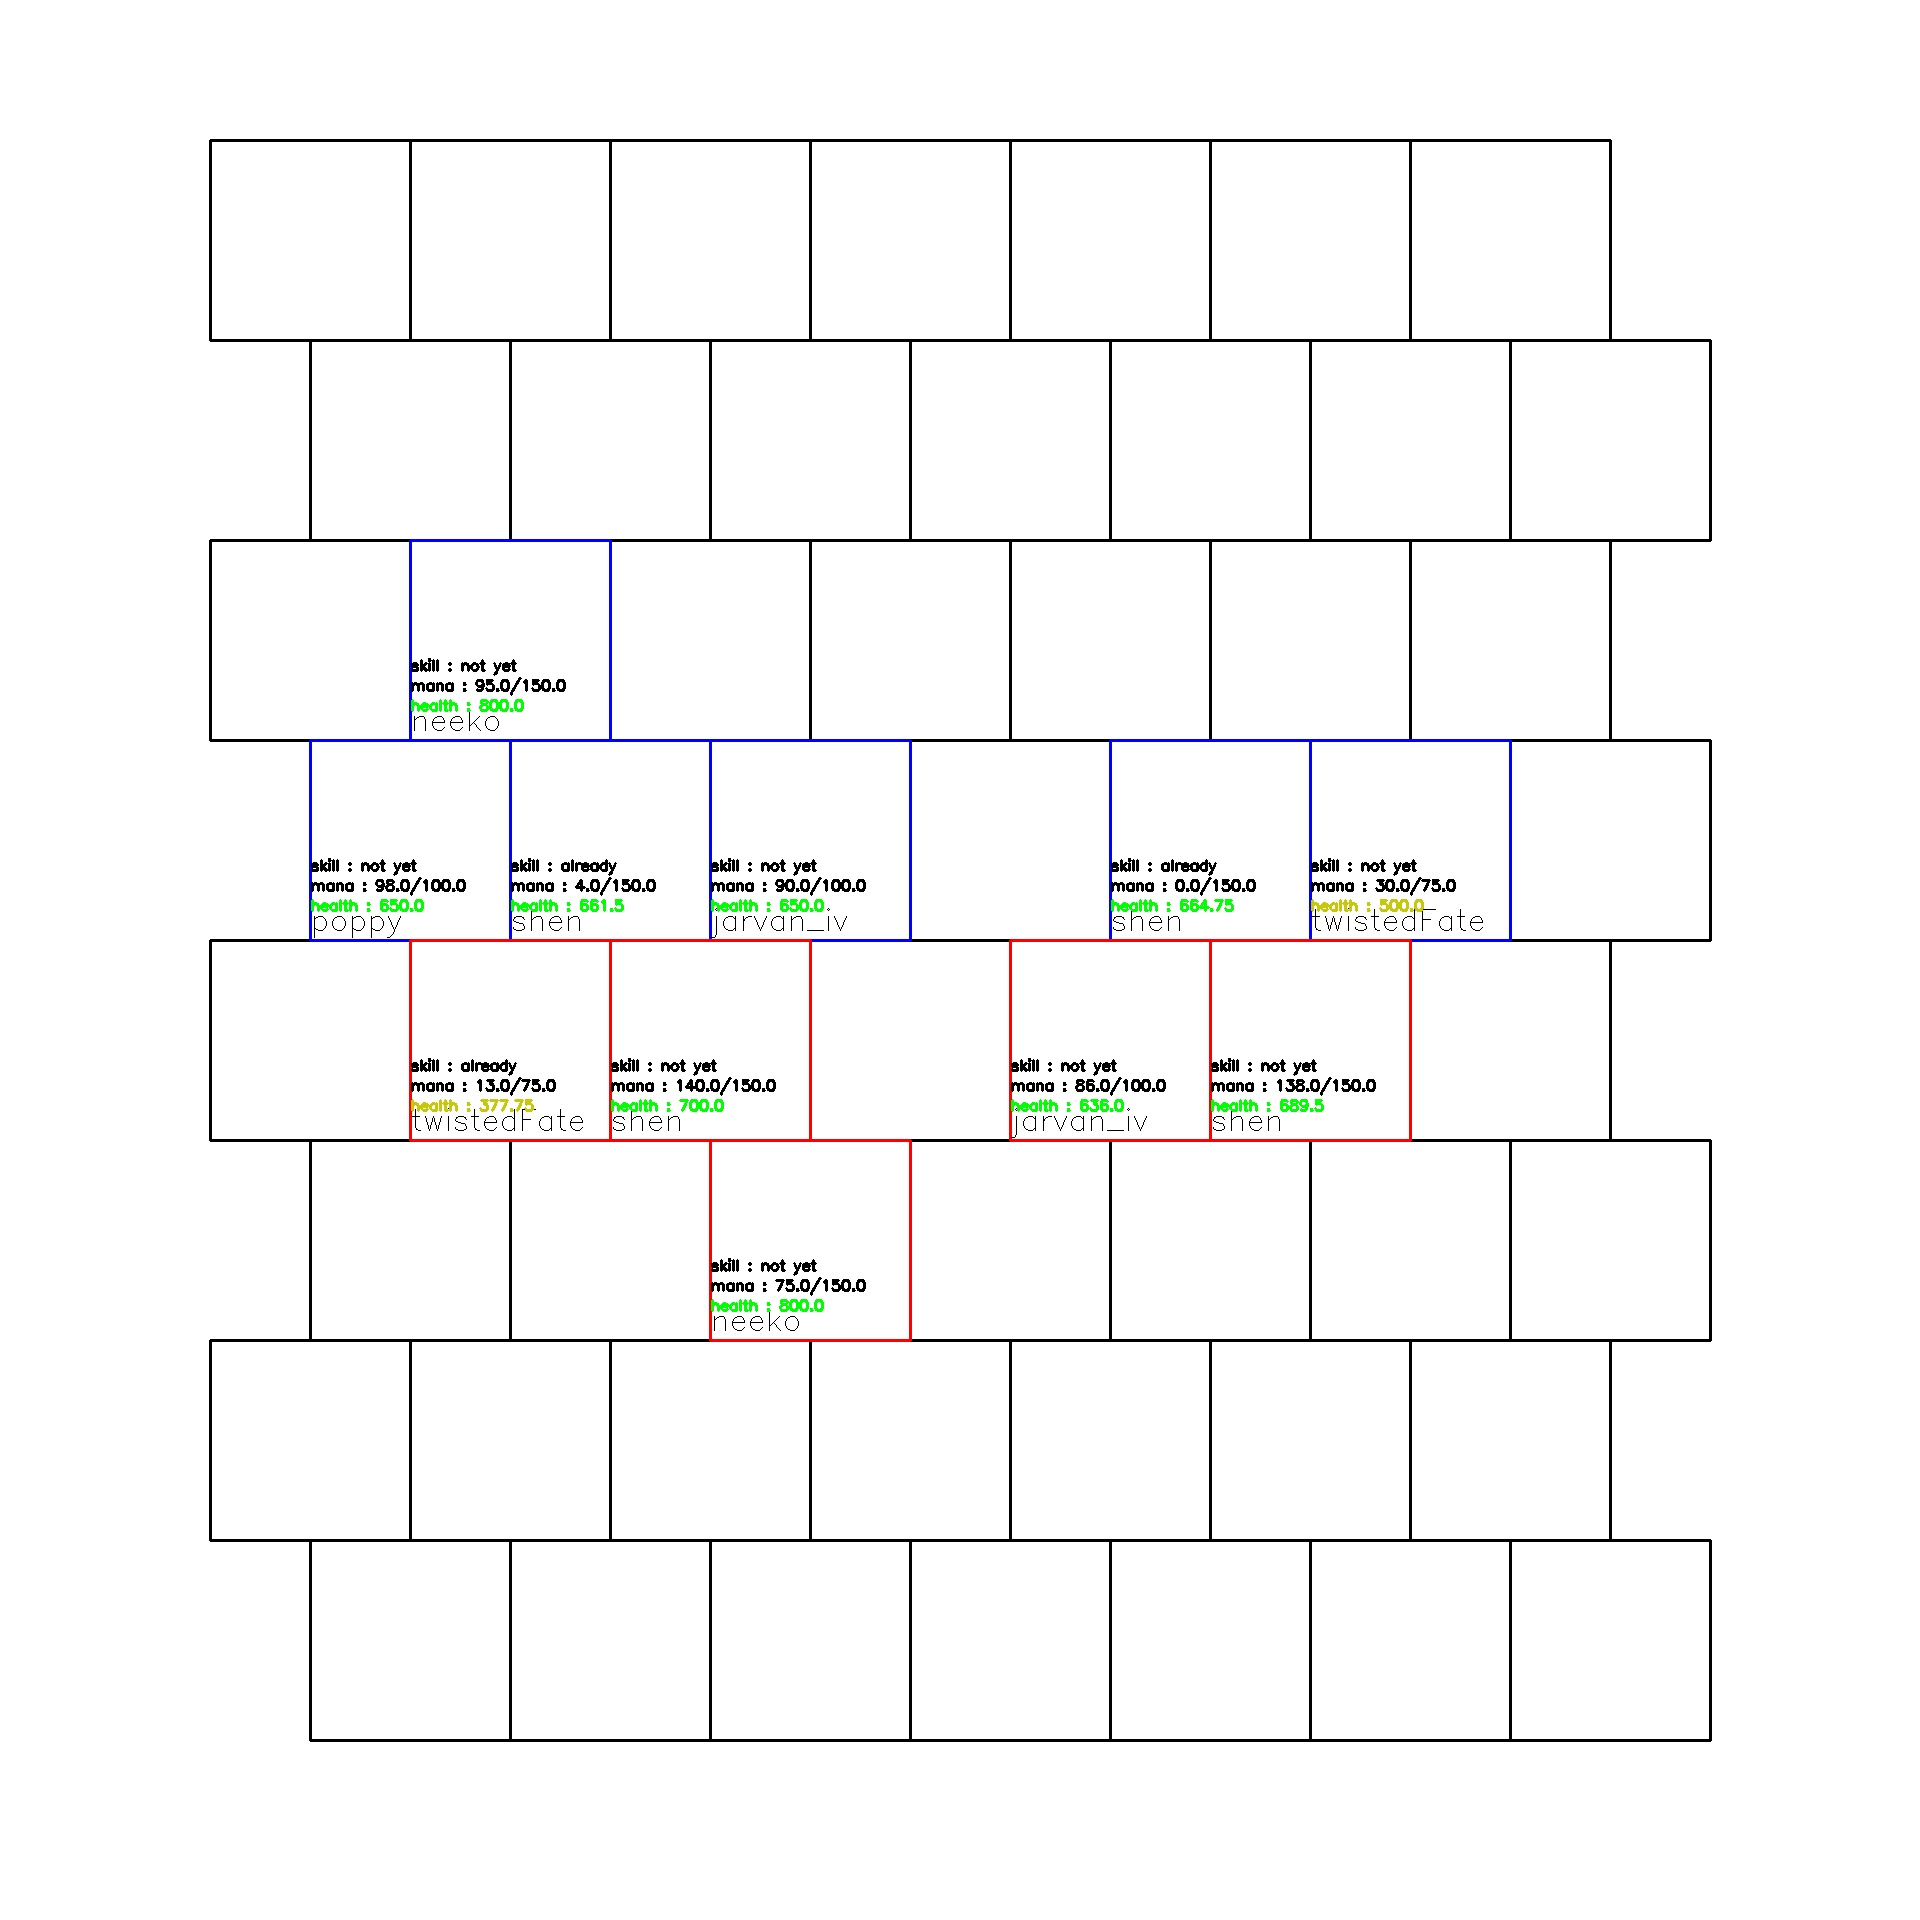 skill : not yet
mana : 95.0/150.0
health : 800.0
neeko
skill : not yet
mana : 98.0/100.0
health : 650.0
poppy
skill : already
mana : 4.0/150.0
health : 661.5
shen
skill : not yet
mana : 90.0/100.0
health : 650.0
jarvan_iv
skill : already
mana : 0.0/150.0
health : 664.75
shen
skill : not yet
mana : 30.0/75.0
health : 500.0
twistedFate
skill : already
mana : 13.0/75.0
health : 377.75
twistedFate
skill : not yet
mana : 140.0/150.0
health : 700.0
shen
skill : not yet
mana : 86.0/100.0
health : 636.0
jarvan_iv
skill : not yet
mana : 138.0/150.0
health : 689.5
shen
skill : not yet
mana : 75.0/150.0
health : 800.0
neeko